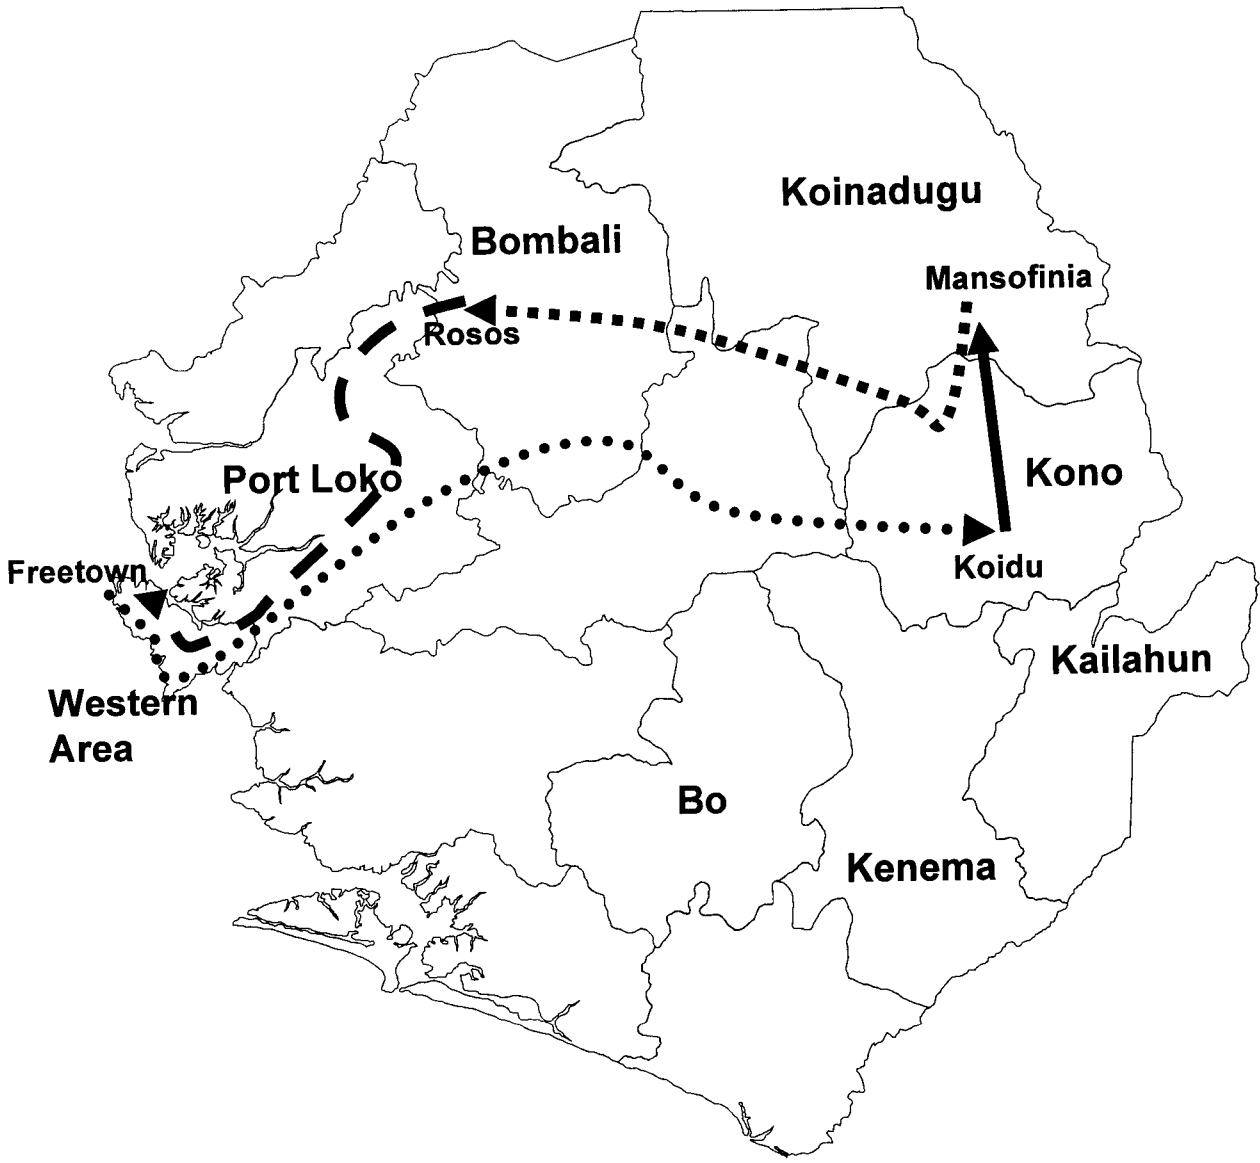 Koinadugu
Bombali
Mansofinia
Rosos
Port Loko
Kono
Freetown
Koidu
Kailahun
Western
Area
Bo
Kenema